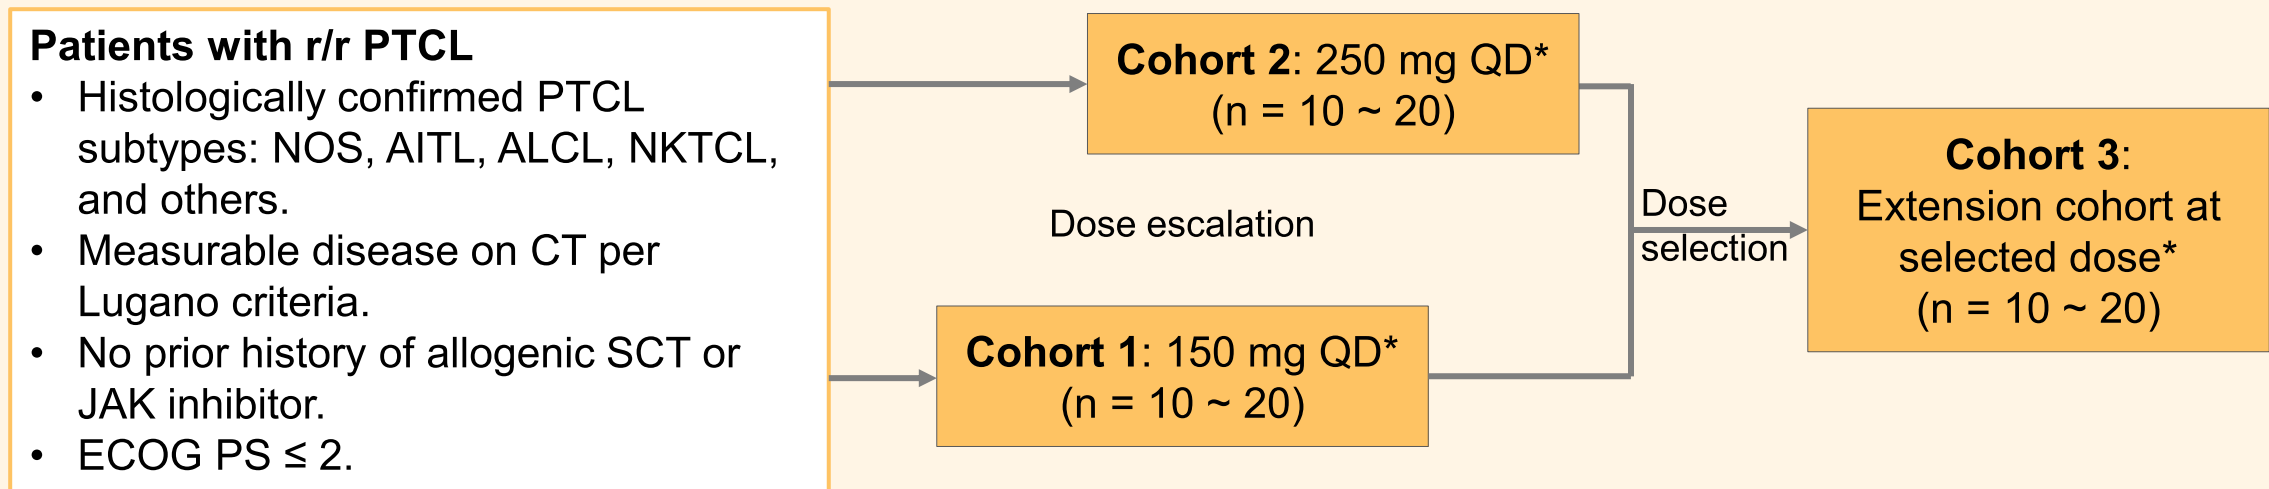 Patients with r/r PTCL
• Histologically confirmed PTCL
subtypes: NOS, AITL, ALCL, NKTCL,
and others.
• Measurable disease on CT per
Lugano criteria.
• No prior history of allogenic SCT or
JAK inhibitor.
• ECOG PS ≤ 2.
Cohort 2: 250 mg QD*
(n = 10 ~ 20)
Dose escalation
Cohort 1: 150 mg QD*
(n = 10 ~ 20)
Dose
selection
Cohort 3:
Extension cohort at
selected dose*
(n = 10 ~ 20)